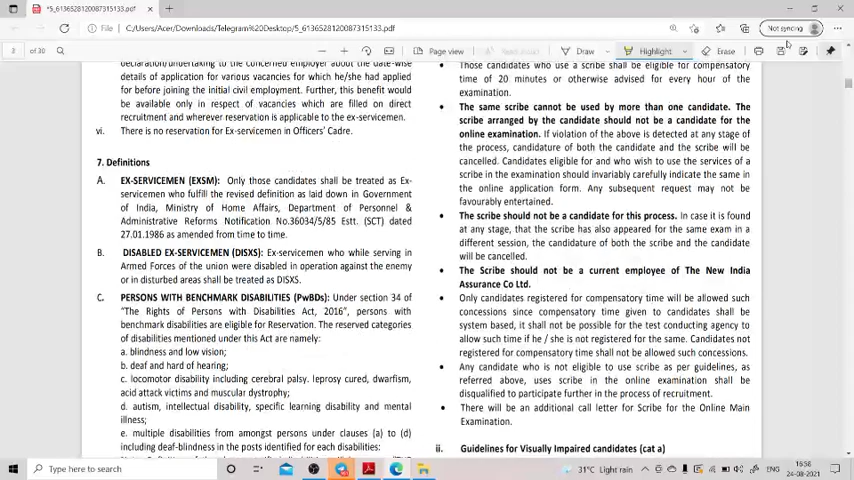 *S_6136528187087315133.pdf
File
C:/Users/Acer/Downloads/Telegram%20Desktop/S_6136528187087315133.pdf
Not syncing
of 30
Page view
Read aloud
Draw
Highlight
Erase
declaration/undertaking to the concerned employer about the date-wise
details of application for various vacancies for which he/she had applied
for before joining the initial civil employment. Further, this benefit would
be available only in respect of vacancies which are filled on direct
recruitment and wherever reservation is applicable to the ex-servicemen.
vi. There is no reservation for Ex-servicemen in Officers' Cadre.
7. Definitions
A. EX-SERVICEMEN (EXSM): Only those candidates shall be treated as Ex-
servicemen who fulfill the revised definition as laid down in Government
of India, Ministry of Home Affairs, Department of Personnel &
Administrative Reforms Notification No.36034/5/85 Estt. (SCT) dated
27.01.1986 as amended from time to time.
B. DISABLED EX-SERVICEMEN (DISXS): Ex-servicemen who while serving in
Armed Forces of the union were disabled in operation against the enemy
or in disturbed areas shall be treated as DISXS.
C. PERSONS WITH BENCHMARK DISABILITIES (PwBDs): Under section 34 of
"The Rights of Persons with Disabilities Act, 2016", persons with
benchmark disabilities are eligible for Reservation. The reserved categories
of disabilities mentioned under this Act are namely:
a. blindness and low vision;
b. deaf and hard of hearing;
c. locomotor disability including cerebral palsy. leprosy cured, dwarfism,
acid attack victims and muscular dystrophy;
d. autism, intellectual disability, specific learning disability and mental
illness;
e. multiple disabilities from amongst persons under clauses (a) to (d)
including deaf-blindness in the posts identified for each disabilities:
• Those candidates who use a scribe shall be eligible for compensatory
time of 20 minutes or otherwise advised for every hour of the
examination.
• The same scribe cannot be used by more than one candidate. The
scribe arranged by the candidate should not be a candidate for the
online examination. If violation of the above is detected at any stage of
the process, candidature of both the candidate and the scribe will be
cancelled. Candidates eligible for and who wish to use the services of a
scribe in the examination should invariably carefully indicate the same in
the online application form. Any subsequent request may not be
favourably entertained.
• The scribe should not be a candidate for this process. In case it is found
at any stage, that the scribe has also appeared for the same exam in a
different session, the candidature of both the scribe and the candidate
will be cancelled.
• The Scribe should not be a current employee of The New India
Assurance Co Ltd.
• Only candidates registered for compensatory time will be allowed such
concessions since compensatory time given to candidates shall be
system based, it shall not be possible for the test conducting agency to
allow such time if he / she is not registered for the same. Candidates not
registered for compensatory time shall not be allowed such concessions.
• Any candidate who is not eligible to use scribe as per guidelines, as
referred above, uses scribe in the online examination shall be
disqualified to participate further in the process of recruitment.
• There will be an additional call letter for Scribe for the Online Main
Examination.
ii. Guidelines for Visually Impaired candidates (cat a)
Type here to search
31°C Light rain
ENG
16:56
24-08-2021